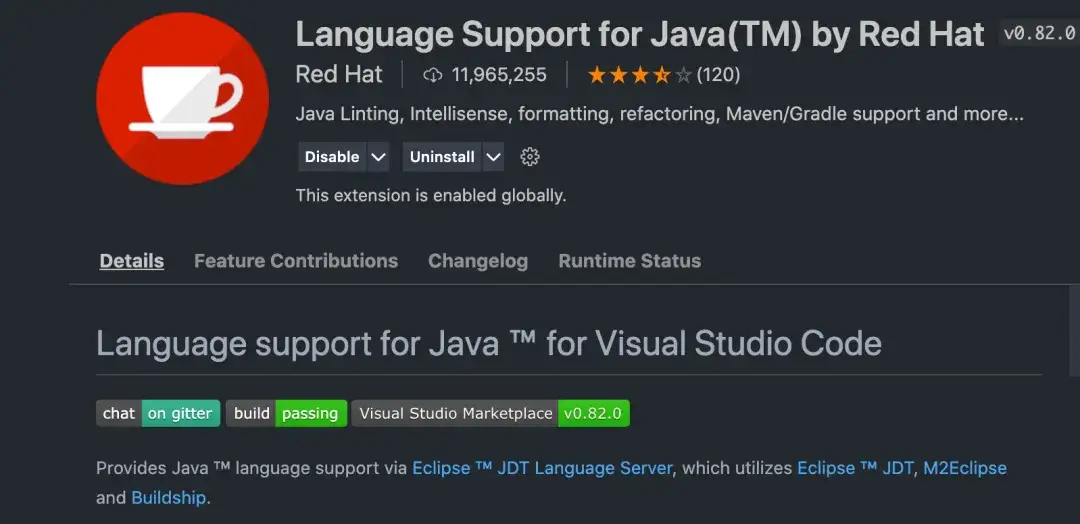 Language Support for Java(TM) by Red Hat v0.82.0
Red Hat 11,965,255 (120)
Java Linting, Intellisense, formatting, refactoring, Maven/Gradle support and more...
Disable Uninstall
This extension is enabled globally.
Details Feature Contributions Changelog Runtime Status
Language support for Java ™ for Visual Studio Code
chat on gitter build passing Visual Studio Marketplace v0.82.0
Provides Java ™ language support via Eclipse ™ JDT Language Server, which utilizes Eclipse ™ JDT, M2Eclipse
and Buildship.